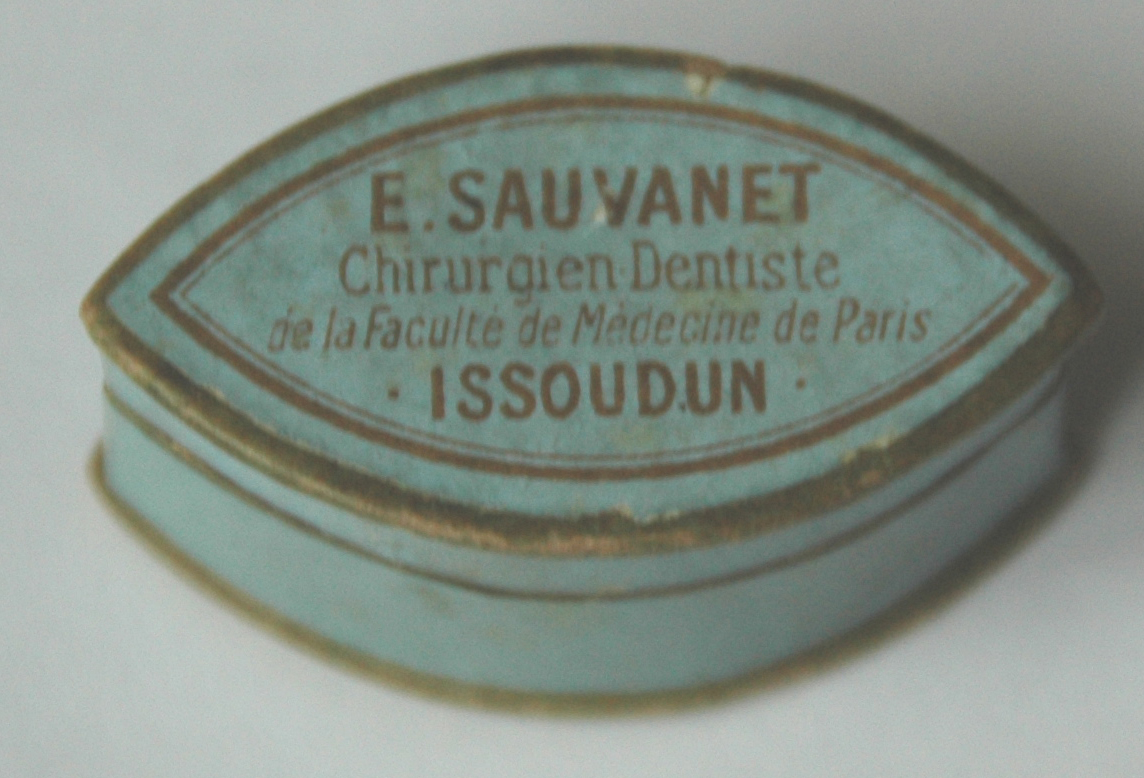 E. SAUVANET
Chirurgien-Dentiste
de la Faculté de Médecine de Paris
· ISSOUDUN ·